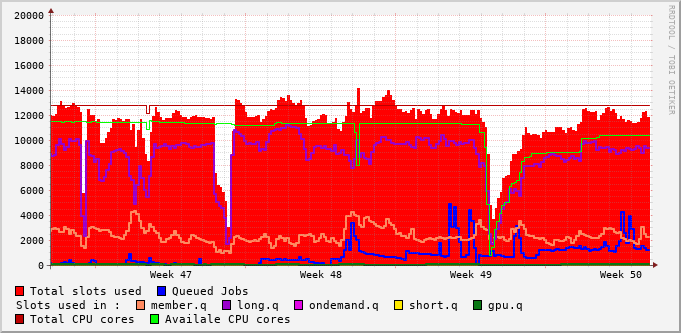 20000
18000
16000
14000
12000
10000
8000
6000
4000
2000
0
RRDTOOL / TOBI OETIKER
Week 47 Week 48 Week 49 Week 50
Total slots used Queued Jobs
Slots used in : member.q long.q ondemand.q short.q gpu.q
Total CPU cores Availale CPU cores